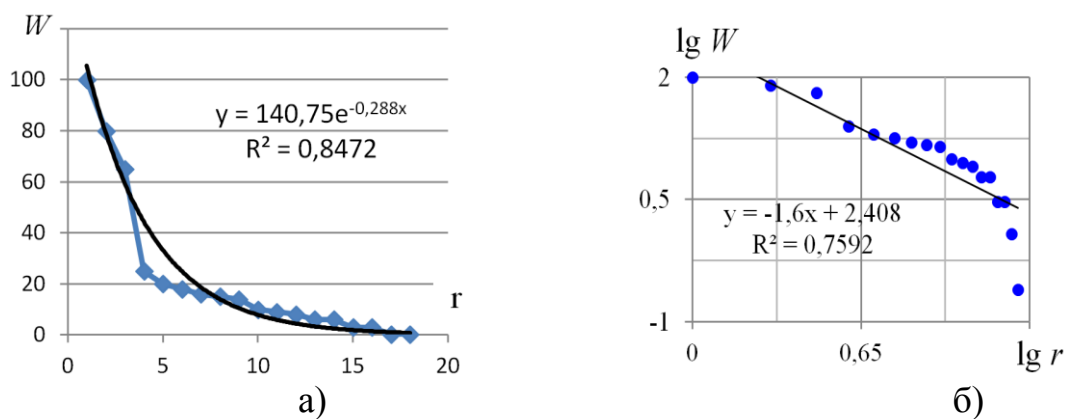 W
100
80
60
40
20
0
y = 140,75e^-0,288x
R² = 0,8472
r
0 5 10 15 20
а)
lg W
2
0,5
-1
y = -1,6x + 2,408
R² = 0,7592
0 0,65
lg r
б)